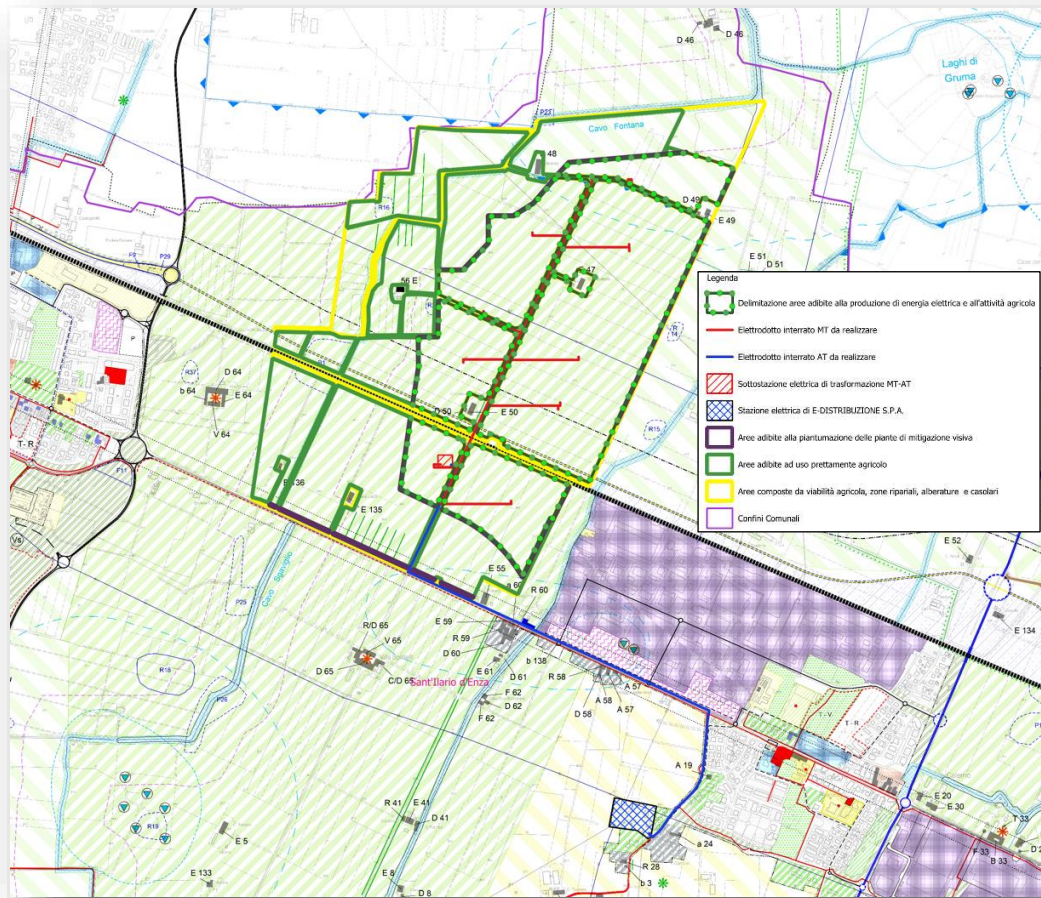 D 46
D 46
Laghi di
Gruma
P25
Cavo Fontana
48
R16
D 49
E 49
E 51
D 51
P29
47
P
R37
D 64
b 64
E 64
V 64
E 50
R15
T - R
F11
E 135
Legenda
Delimitazione aree adibite alla produzione di energia elettrica e all'attività agricola
Elettrodotto interrato MT da realizzare
Elettrodotto interrato AT da realizzare
Sottostazione elettrica di trasformazione MT-AT
Stazione elettrica di E-DISTRIBUZIONE S.P.A.
Aree adibite alla piantumazione delle piante di mitigazione visiva
Aree adibite ad uso prettamente agricolo
Aree composte da viabilità agricola, zone ripariali, alberature e casolari
Confini Comunali
Vs
E 52
E 55
R 60
P25
E 134
R/D 65
V 65
E 59
R 59
D 60
D 65
C/D 65
Sant'Ilario d'Enza
E 61
D 61
b 138
R 58
A 58
A 57
A 57
D 58
F 62
D 62
F 62
R18
P26
T - V
T - R
A 19
R 41
E 41
D 41
R19
E 5
E 20
E 30
T 33
F 33
B 33
a 24
R 28
b 3
E 133
E 8
D 8